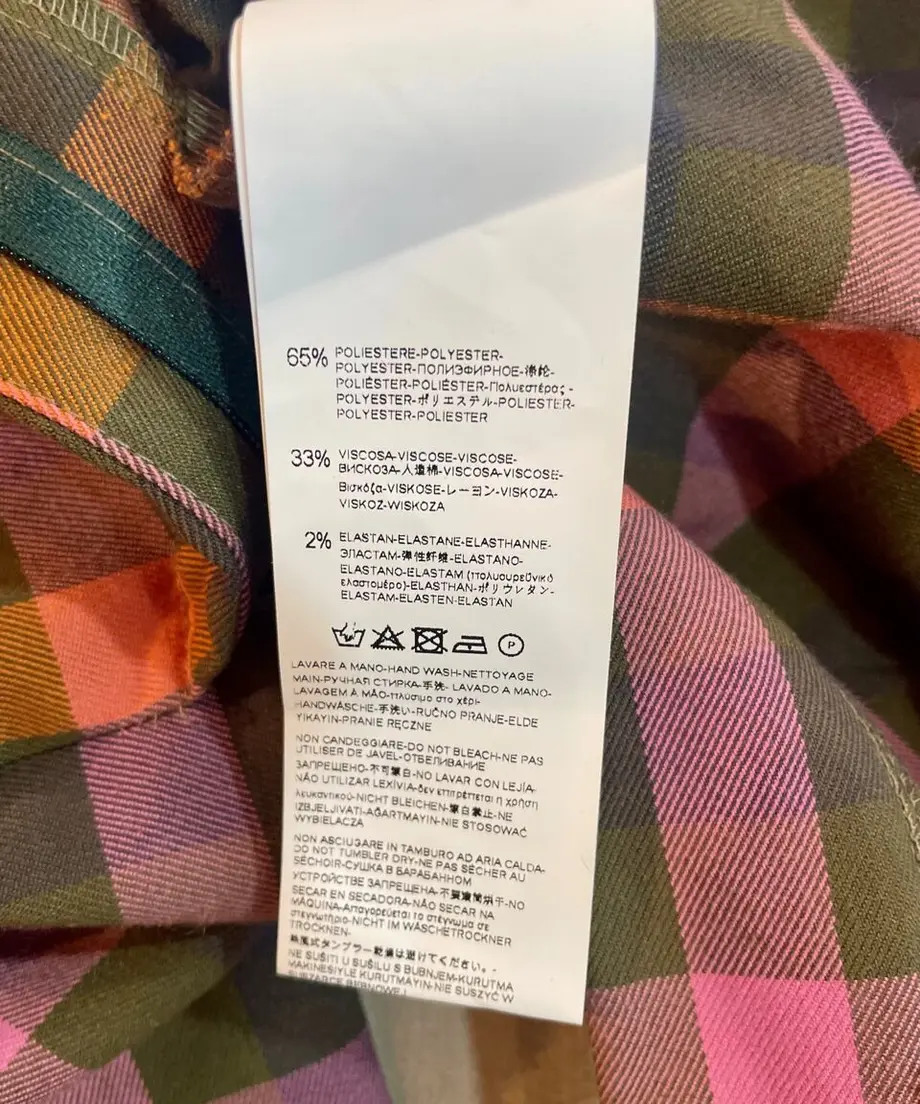 65% POLIESTERE-POLYESTER-
POLYESTER-ПОЛИЭФИРНОЕ-涤纶-
POLIÉSTER-POLIÉSTER-Πολυεστέρας-
POLYESTER-ポリエステル-POLIESTER-
POLYESTER-POLIESTER
33% VISCOSA-VISCOSE-VISCOSE-
ВИСКОЗА-人造棉-VISCOSA-VISCOSE-
Βισκόζα-VISKOSE-レーヨン-VISKOZA-
VISKOZ-WISKOZA
2% ELASTAN-ELASTANE-ELASTHANNE-
ЭЛАСТАМ-弹性纤维-ELASTANO-
ELASTANO-ELASTAM (πολυουρεϋνικό
ελαστομέρο)-ELASTHAN-ポリウレタン-
ELASTAM-ELASTEN-ELASTAN
P
LAVARE A MANO-HAND WASH-NETTOYAGE
MAIN-РУЧНАЯ СТИРКА-手洗- LAVADO A MANO-
LAVAGEM À MÃO-πλύσιμο στο χέρι-
HANDWÄSCHE-手洗い-RUČNO PRANJE-ELDE
YIKAYIN-PRANIE RĘCZNE
NON CANDEGGIARE-DO NOT BLEACH-NE PAS
UTILISER DE JAVEL-ОТБЕЛИВАНИЕ
ЗАПРЕЩЕНО-不可漂白-NO LAVAR CON LEJÍA-
NÃO UTILIZAR LEXÍVIA-δεν επιτρέπεται η χρήση
λευκαντικού-NICHT BLEICHEN-漂白禁止-NE
IZBJELJIVATI-AĞARTMAYIN-NIE STOSOWAĆ
WYBIELACZA
NON ASCIUGARE IN TAMBURO AD ARIA CALDA-
DO NOT TUMBLER DRY-NE PAS SÉCHER AU
SÉCHOIR-СУШКА В БАРАБАННОМ
УСТРОЙСТВЕ ЗАПРЕЩЕНА-不要滚筒烘干-NO
SECAR EN SECADORA-NÃO SECAR NA
MÁQUINA-Απαγορεύεται το στέγνωμα σε
στεγνωτήριο-NICHT IM WÄSCHETROCKNER
TROCKNEN-
熱風式タンブラー乾燥は避けてください。-
NE SUŠITI U SUŠILU S BUBNJEM-KURUTMA
MAKINESIYLE KURUTMAYIN-NIE SUSZYĆ W